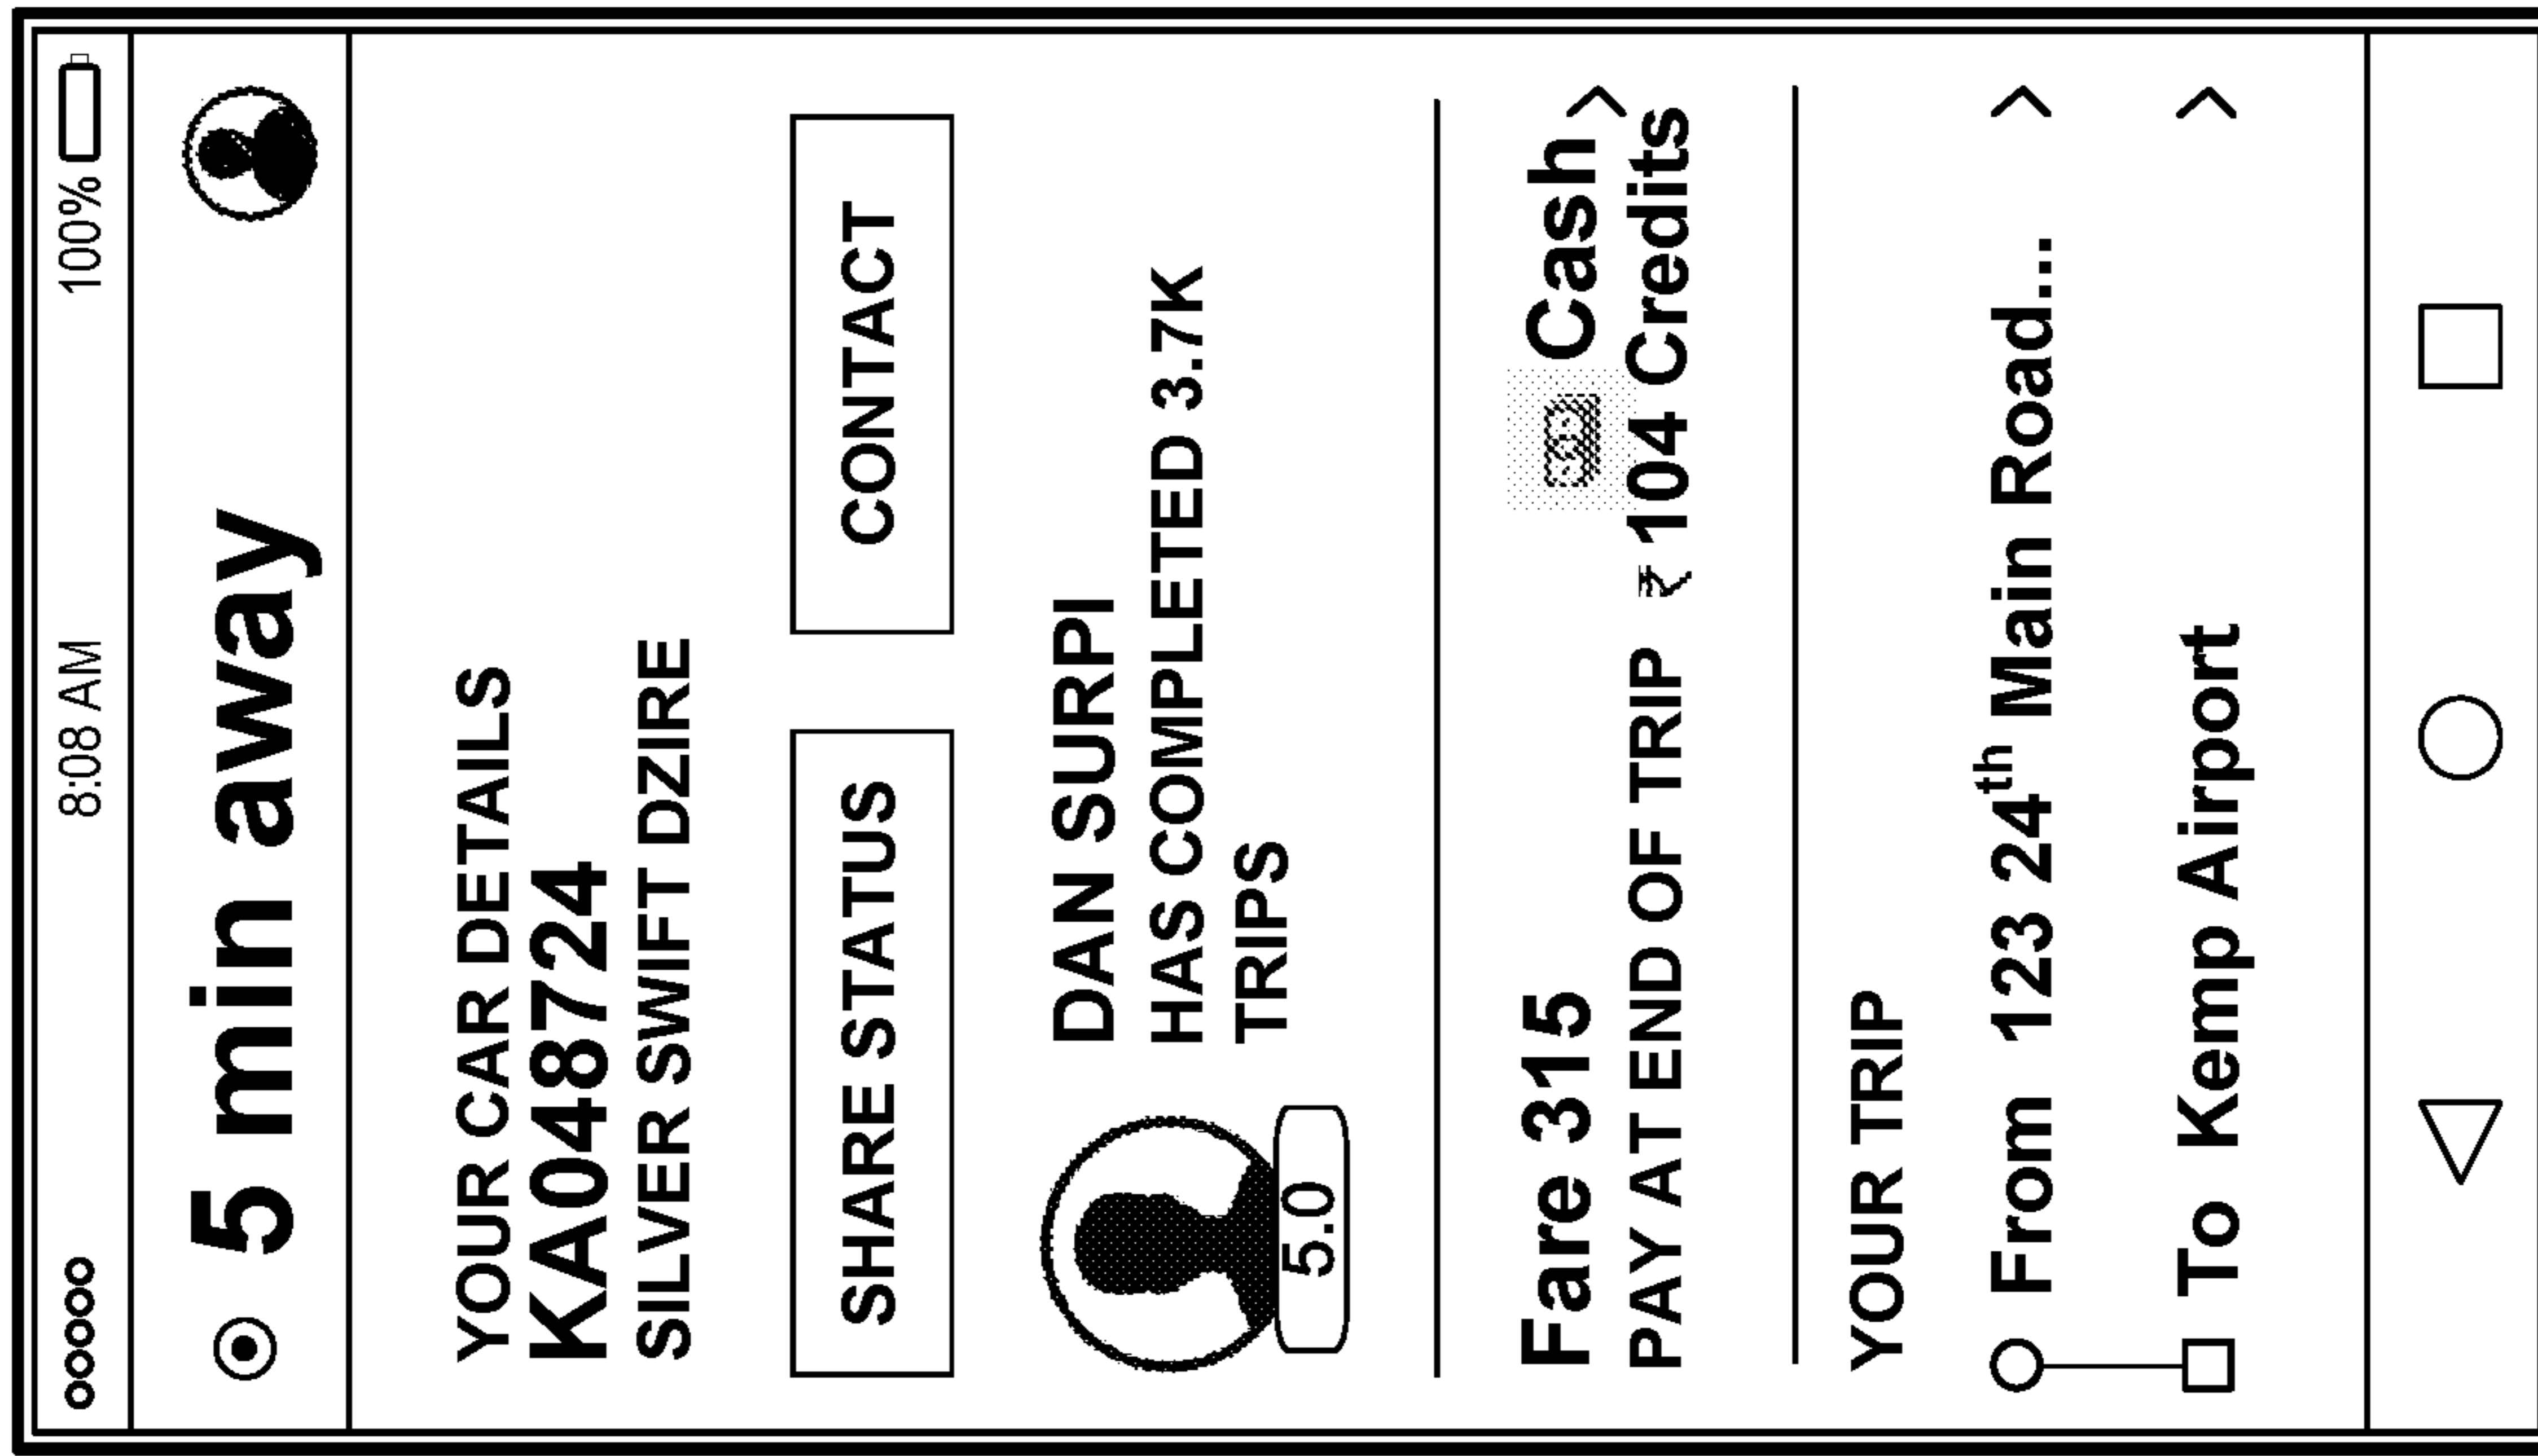 8:08 AM 100%
5 min away
YOUR CAR DETAILS
KA048724
SILVER SWIFT DZIRE
SHARE STATUS CONTACT
DAN SURPI
HAS COMPLETED 3.7K
TRIPS
5.0
Fare 315 Cash
PAY AT END OF TRIP ₹ 104 Credits
YOUR TRIP
From 123 24th Main Road...
To Kemp Airport